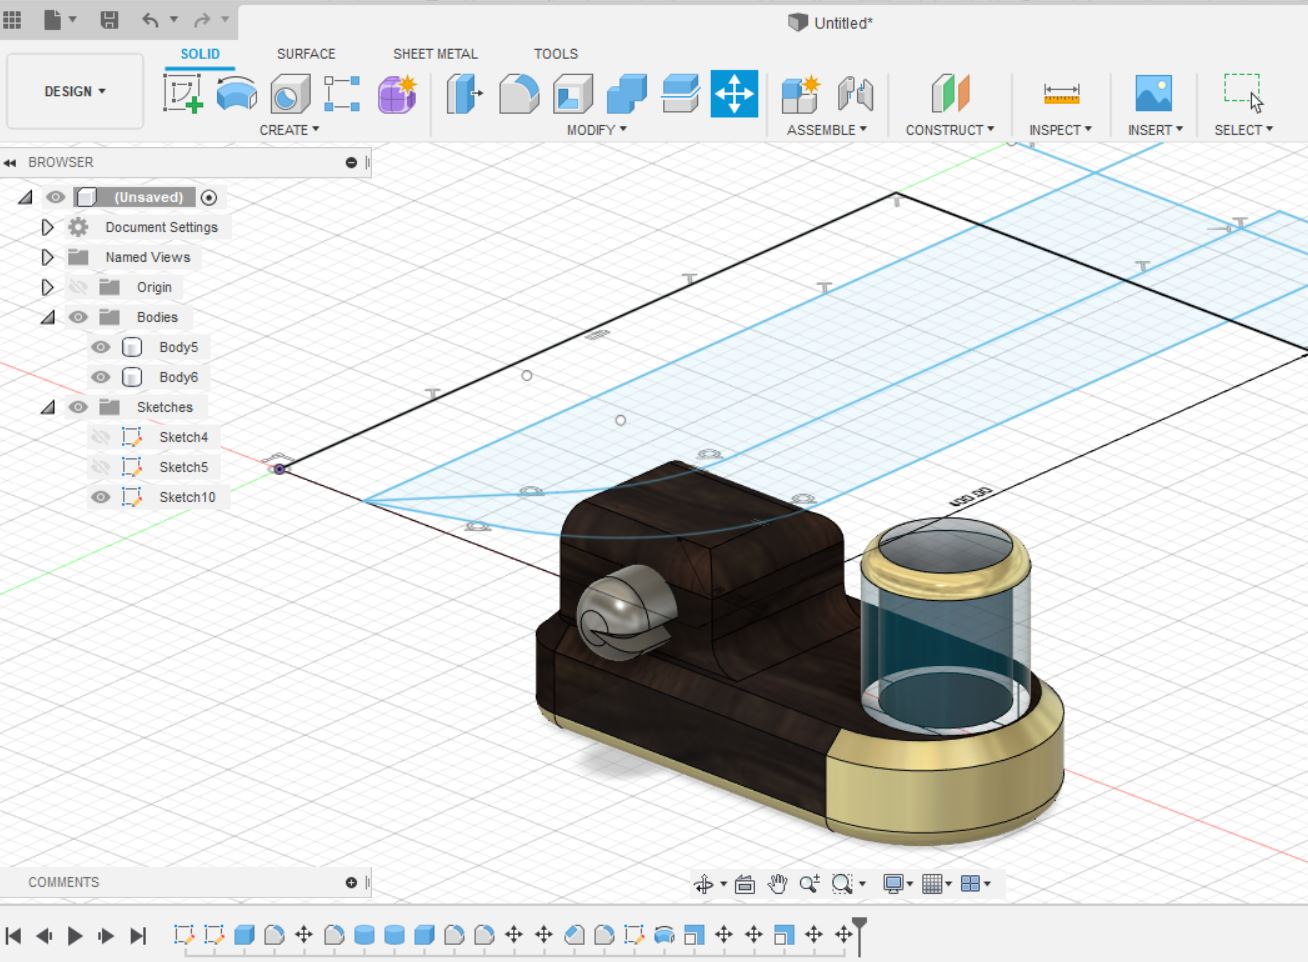 Untitled*
SOLID SURFACE SHEET METAL TOOLS
DESIGN
CREATE MODIFY ASSEMBLE CONSTRUCT INSPECT INSERT SELECT
BROWSER
(Unsaved)
Document Settings
Named Views
Origin
Bodies
Body5
Body6
Sketches
Sketch4
Sketch5
Sketch10
400.00
COMMENTS